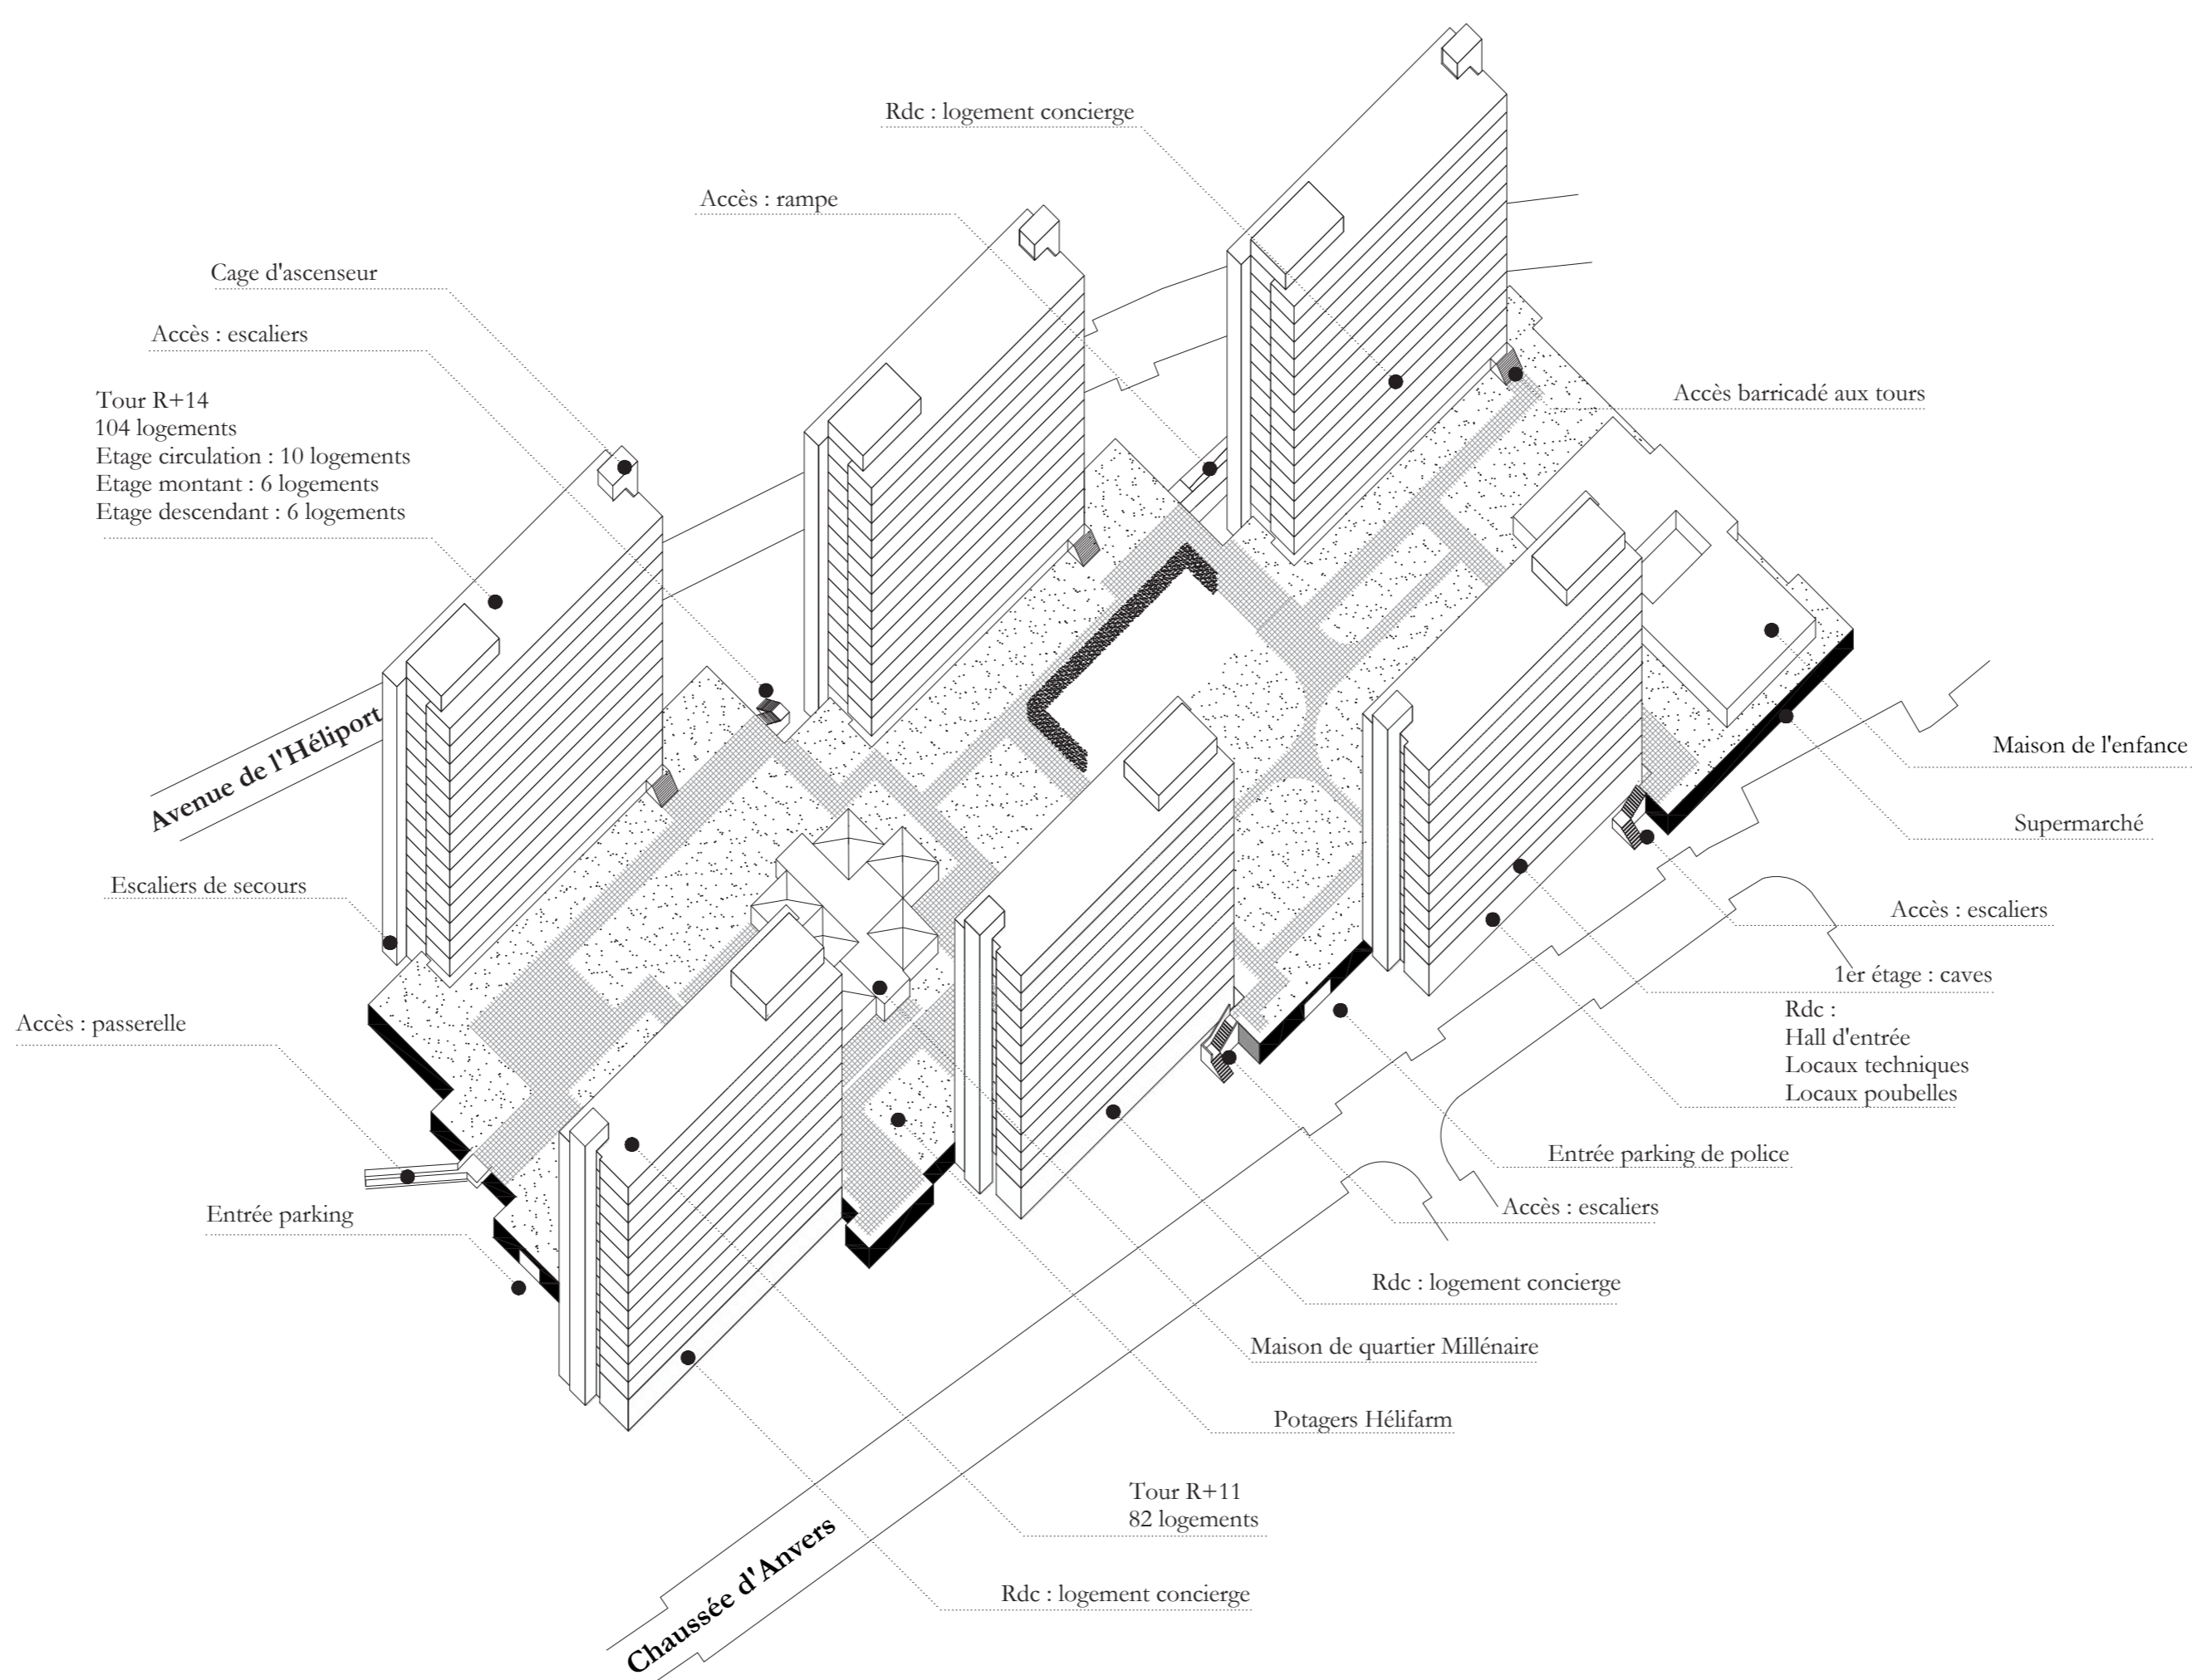 Rdc : logement concierge
Accès : rampe
Cage d'ascenseur
Accès : escaliers
Tour R+14
104 logements
Etage circulation : 10 logements
Etage montant : 6 logements
Etage descendant : 6 logements
Accès barricadé aux tours
Avenue de l'Héliport
Maison de l'enfance
Supermarché
Escaliers de secours
Accès : escaliers
1er étage : caves
Rdc :
Hall d'entrée
Locaux techniques
Locaux poubelles
Accès : passerelle
Entrée parking de police
Accès : escaliers
Entrée parking
Rdc : logement concierge
Maison de quartier Millénaire
Potagers Hélifarm
Tour R+11
82 logements
Rdc : logement concierge
Chaussée d'Anvers